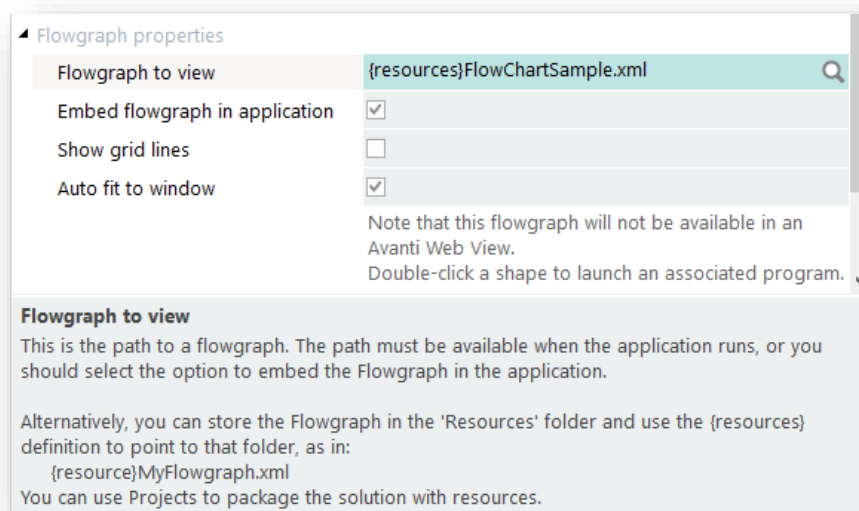 Flowgraph properties
Flowgraph to view {resources}FlowChartSample.xml
Embed flowgraph in application
Show grid lines
Auto fit to window
Note that this flowgraph will not be available in an
Avanti Web View.
Double-click a shape to launch an associated program.
Flowgraph to view
This is the path to a flowgraph. The path must be available when the application runs, or you
should select the option to embed the Flowgraph in the application.
Alternatively, you can store the Flowgraph in the 'Resources' folder and use the {resources}
definition to point to that folder, as in:
{resource}MyFlowgraph.xml
You can use Projects to package the solution with resources.